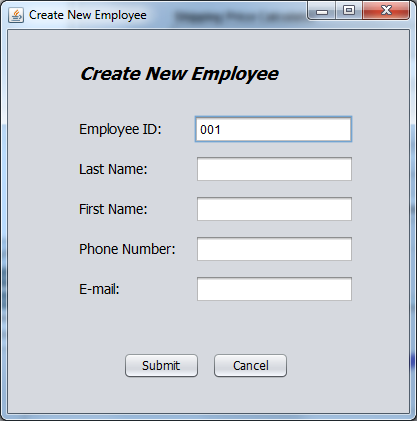 Create New Employee
Create New Employee
Employee ID: 001
Last Name:
First Name:
Phone Number:
E-mail:
Submit Cancel